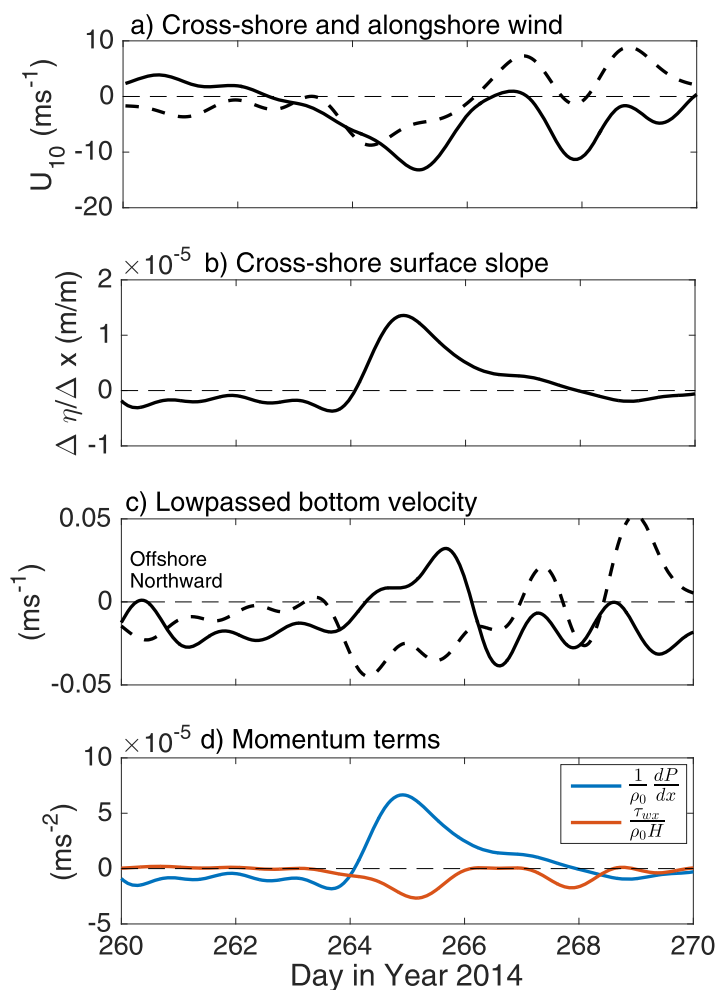 a) Cross-shore and alongshore wind
10
0
-10
-20
U10 (ms-1)
×10-5 b) Cross-shore surface slope
2
1
0
-1
Δ η/Δ x (m/m)
c) Lowpassed bottom velocity
0.05
0
-0.05
(ms-1)
Offshore
Northward
×10-5 d) Momentum terms
10
5
0
-5
(ms-2)
1/ρ0 dP/dx
τwx/ρ0H
260 262 264 266 268 270
Day in Year 2014